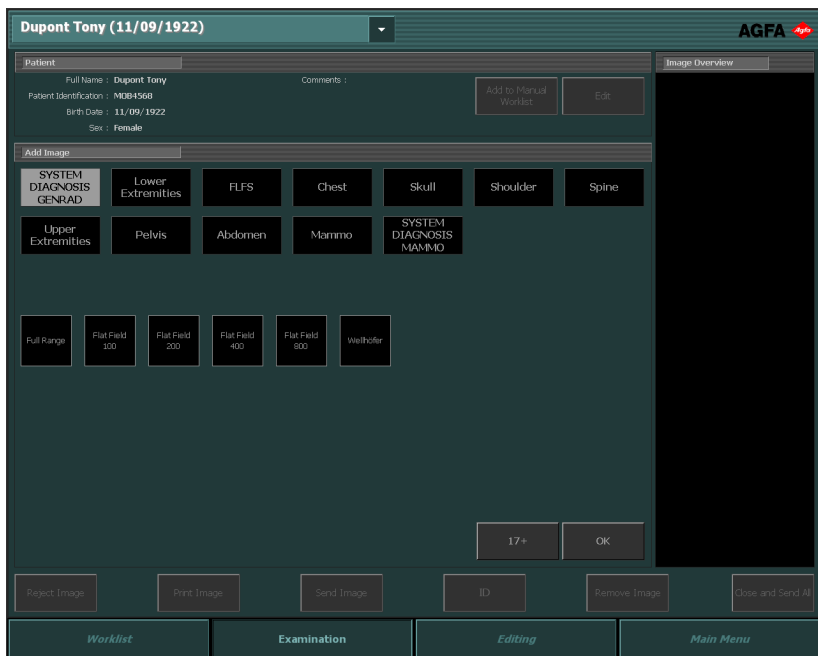 Dupont Tony (11/09/1922)
AGFA Agfa
Patient
Image Overview
Full Name : Dupont Tony
Comments :
Patient Identification : MOB4568
Birth Date : 11/09/1922
Sex : Female
Add to Manual
Worklist
Edit
Add Image
SYSTEM
DIAGNOSIS
GENRAD
Lower
Extremities
FLFS
Chest
Skull
Shoulder
Spine
Upper
Extremities
Pelvis
Abdomen
Mammo
SYSTEM
DIAGNOSIS
MAMMO
Full Range
Flat Field
100
Flat Field
200
Flat Field
400
Flat Field
800
Wellhöfer
17+
OK
Reject Image
Print Image
Send Image
ID
Remove Image
Close and Send All
Worklist
Examination
Editing
Main Menu